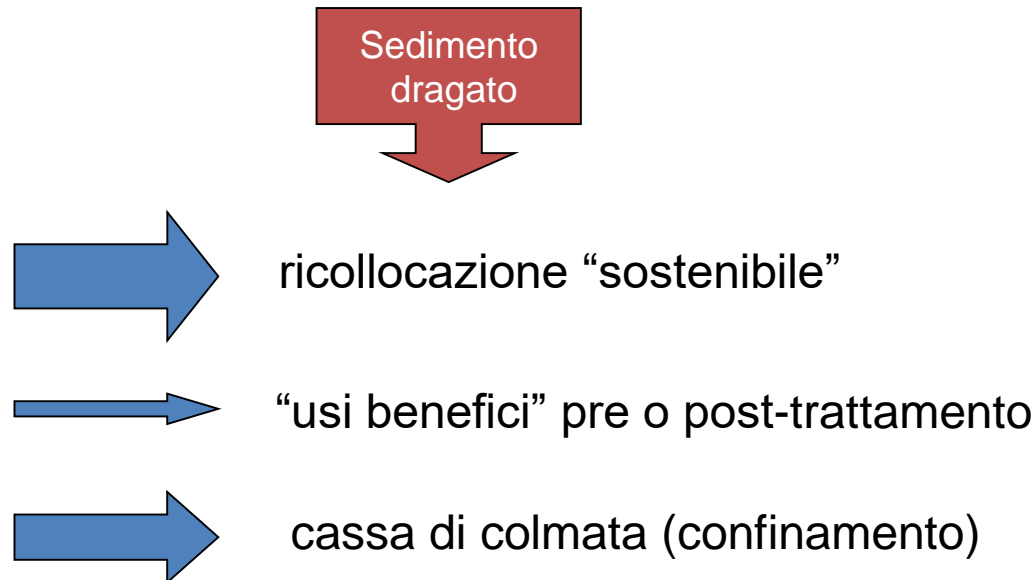 Sedimento
dragato
ricollocazione “sostenibile”
“usi benefici” pre o post-trattamento
cassa di colmata (confinamento)